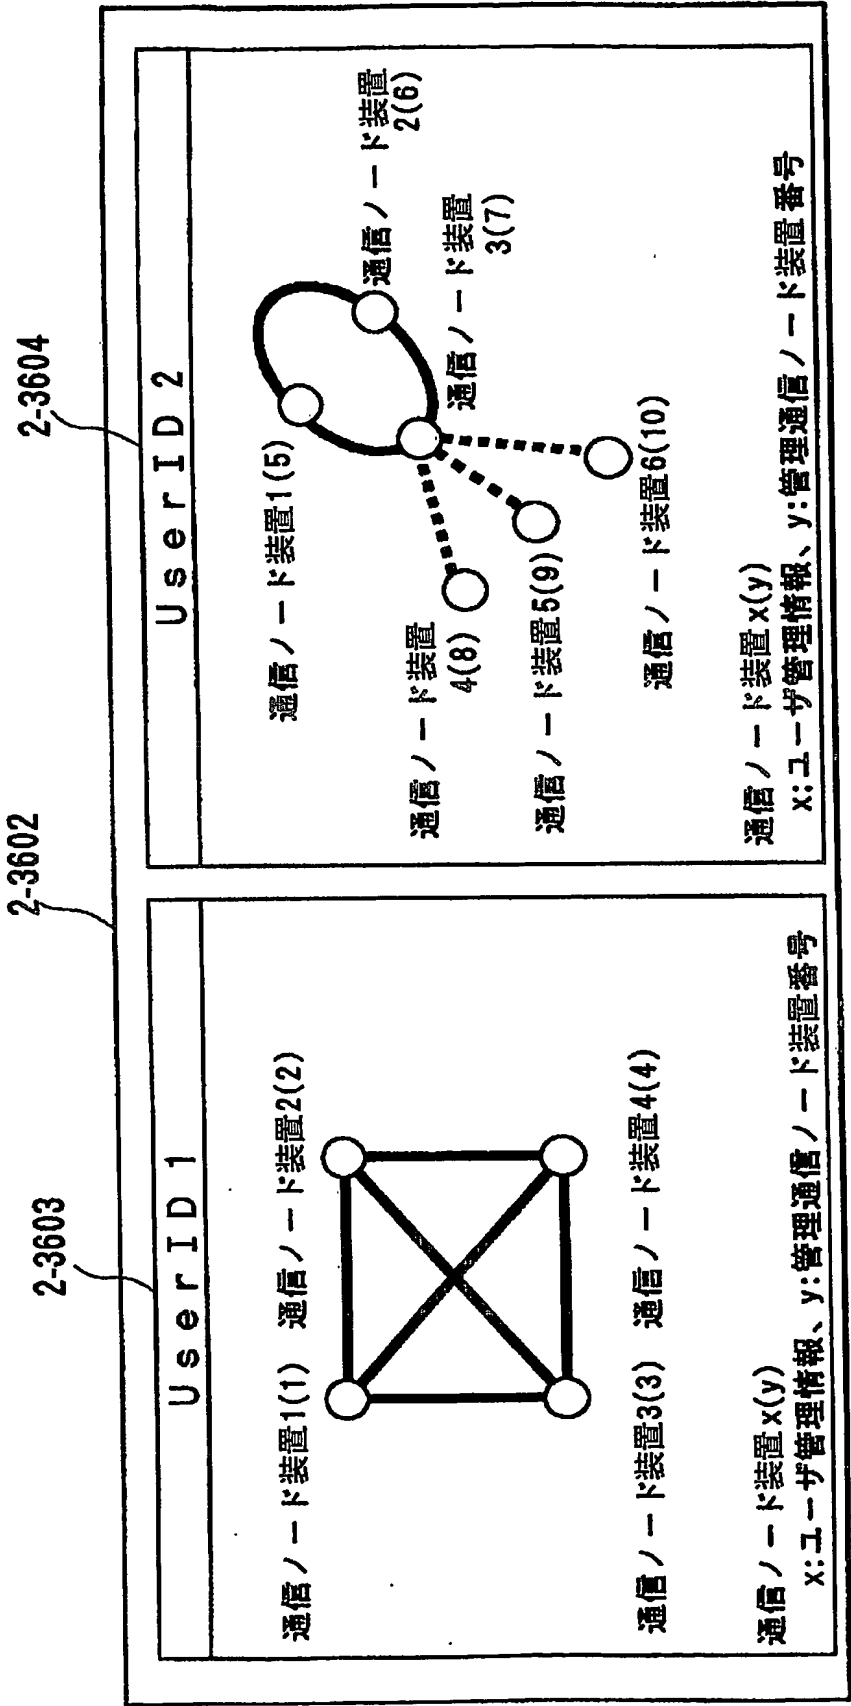 2-3602
2-3603
UserID 1
通信ノード装置1(1)
通信ノード装置2(2)
通信ノード装置3(3)
通信ノード装置4(4)
通信ノード装置x(y)
x:ユーザ管理情報、y:管理通信ノード装置番号
2-3604
UserID 2
通信ノード装置1(5)
通信ノード装置
2(6)
通信ノード装置
3(7)
通信ノード装置
4(8)
通信ノード装置5(9)
通信ノード装置6(10)
通信ノード装置x(y)
x:ユーザ管理情報、y:管理通信ノード装置番号